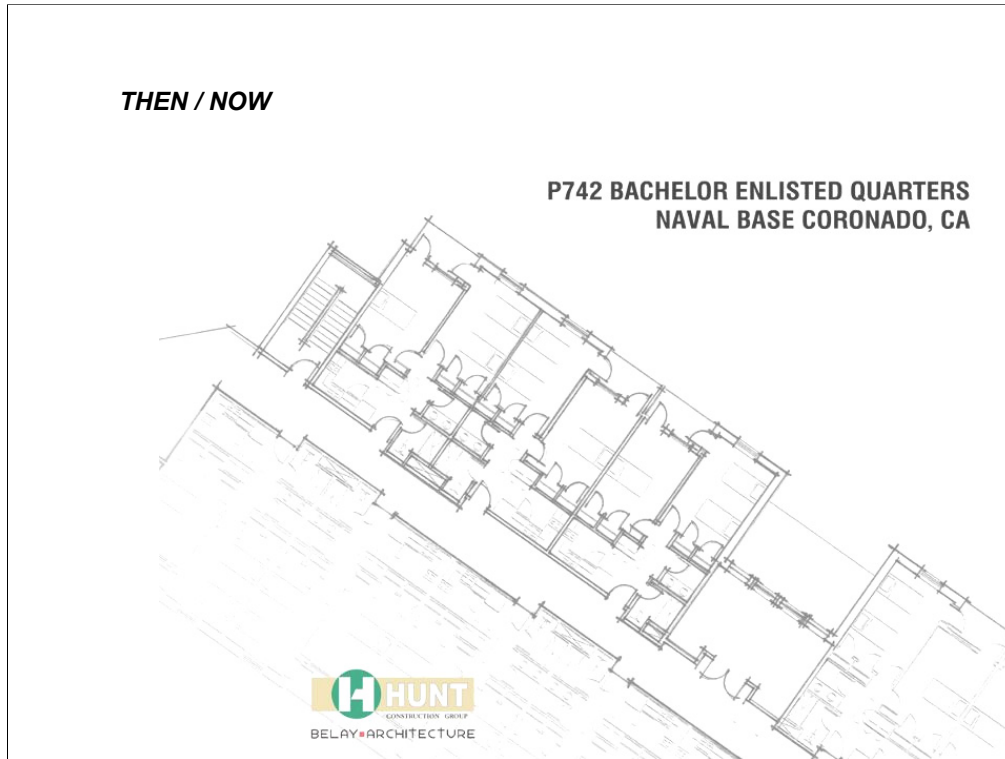 THEN / NOW
P742 BACHELOR ENLISTED QUARTERS
NAVAL BASE CORONADO, CA
H HUNT
CONSTRUCTION GROUP
BELAY ARCHITECTURE